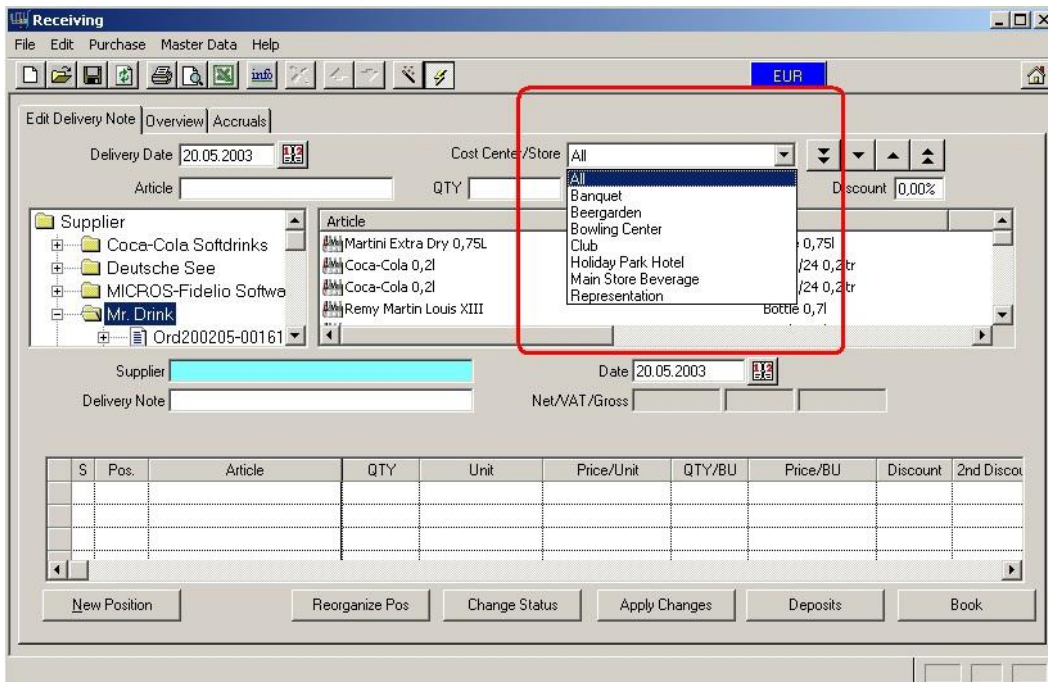 Receiving
File Edit Purchase Master Data Help
info EUR
Edit Delivery Note Overview Accruals
Delivery Date 20.05.2003 Cost Center/Store All
Article QTY Discount 0,00%
All
Banquet
Beergarden
Bowling Center
Club
Holiday Park Hotel
Main Store Beverage
Representation
Supplier
Coca-Cola Softdrinks
Deutsche See
MICROS-Fidelio Softwa
Mr. Drink
Ord200205-00161
Article
Martini Extra Dry 0,75L 0,75l
Coca-Cola 0,2l /24 0,2 tr
Coca-Cola 0,2l /24 0,2 tr
Remy Martin Louis XIII Bottle 0,7l
Supplier Date 20.05.2003
Delivery Note Net/VAT/Gross
S Pos. Article QTY Unit Price/Unit QTY/BU Price/BU Discount 2nd Discou
New Position Reorganize Pos Change Status Apply Changes Deposits Book